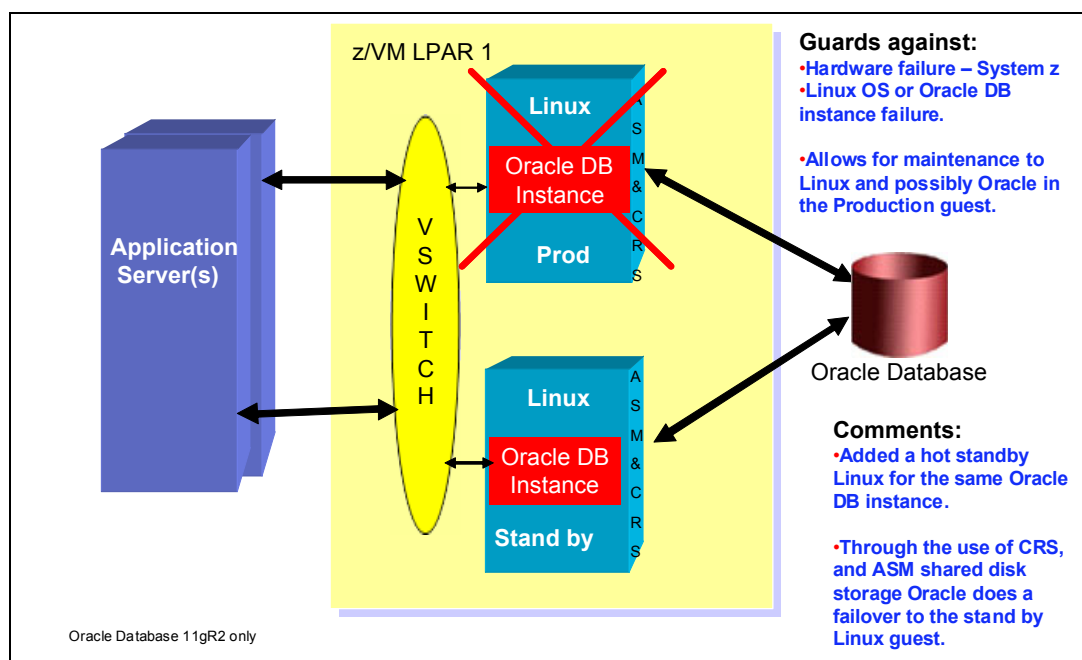 z/VM LPAR 1
Application
Server(s)
V
S
W
I
T
C
H
Linux
Oracle DB
Instance
Prod
A
S
M
&
C
R
S
Linux
Oracle DB
Instance
Stand by
A
S
M
&
C
R
S
Guards against:
•Hardware failure – System z
•Linux OS or Oracle DB
instance failure.
•Allows for maintenance to
Linux and possibly Oracle in
the Production guest.
Oracle Database
Comments:
•Added a hot standby
Linux for the same Oracle
DB instance.
•Through the use of CRS,
and ASM shared disk
storage Oracle does a
failover to the stand by
Linux guest.
Oracle Database 11gR2 only